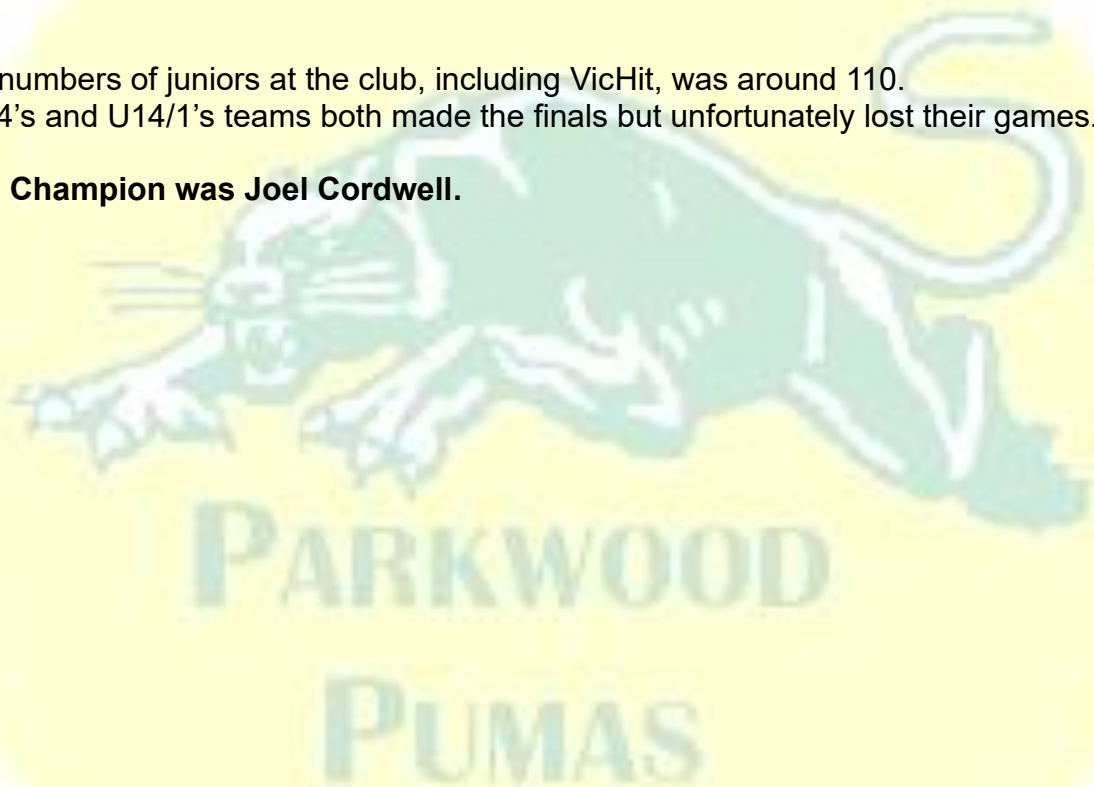 numbers of juniors at the club, including VicHit, was around 110.
4's and U14/1's teams both made the finals but unfortunately lost their games.
Champion was Joel Cordwell.
PARKWOOD
PUMAS